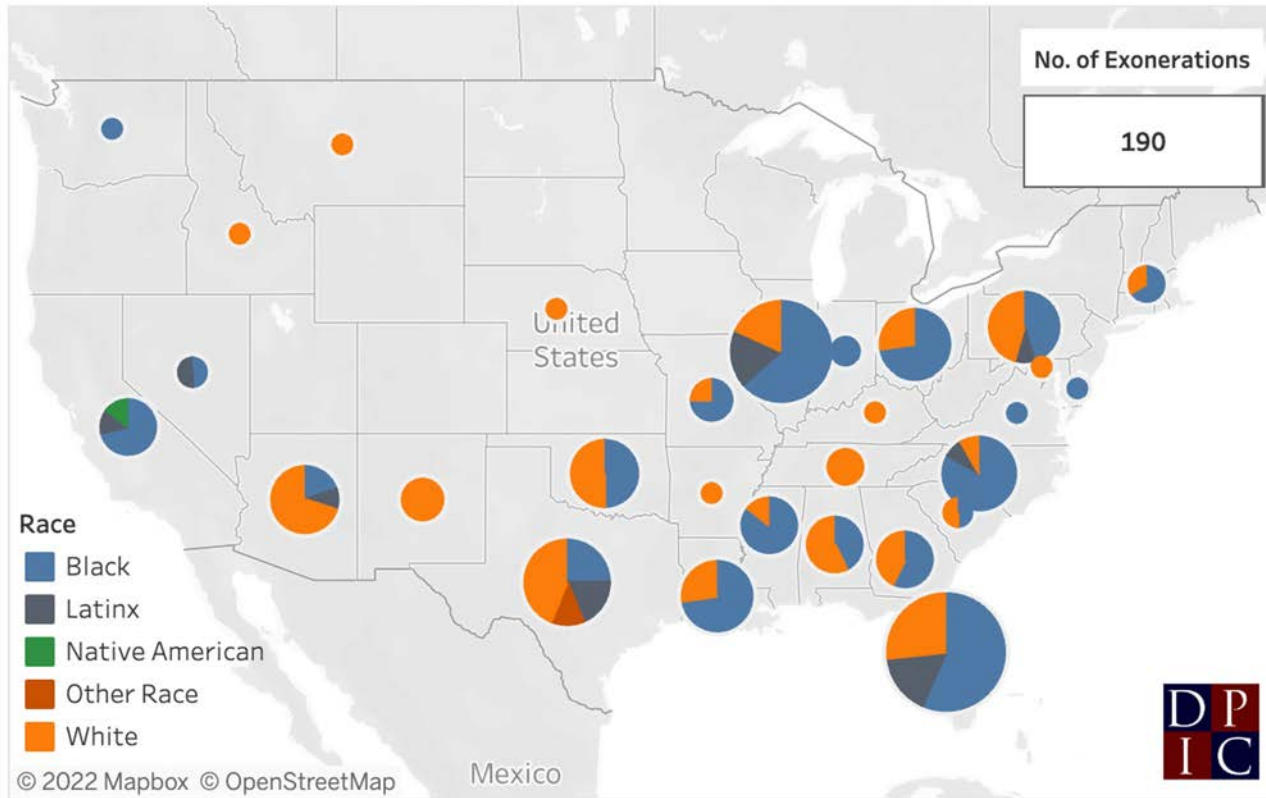 No. of Exonerations
190
United
States
Race
Black
Latinx
Native American
Other Race
White
© 2022 Mapbox © OpenStreetMap
Mexico
D P
I C